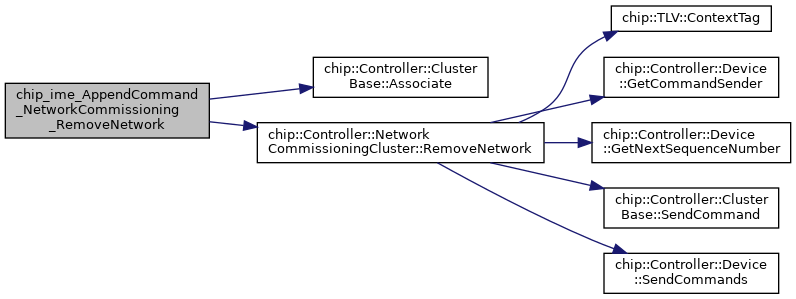 chip_ime_AppendCommand
_NetworkCommissioning
_RemoveNetwork
chip::Controller::Cluster
Base::Associate
chip::Controller::Network
CommissioningCluster::RemoveNetwork
chip::TLV::ContextTag
chip::Controller::Device
::GetCommandSender
chip::Controller::Device
::GetNextSequenceNumber
chip::Controller::Cluster
Base::SendCommand
chip::Controller::Device
::SendCommands